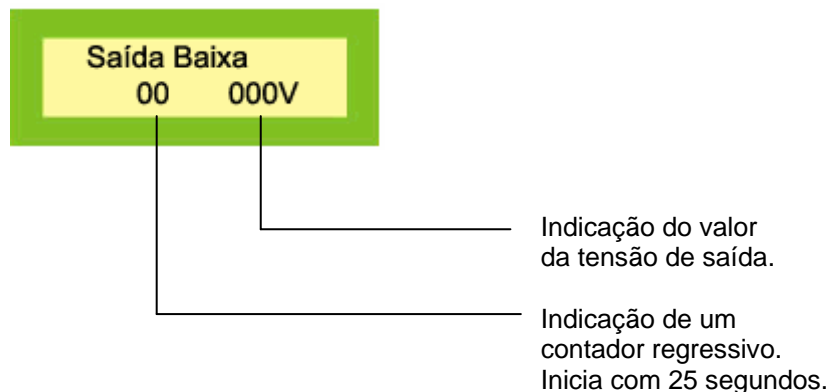 Saída Baixa
00 000V
Indicação do valor
da tensão de saída.
Indicação de um
contador regressivo.
Inicia com 25 segundos.